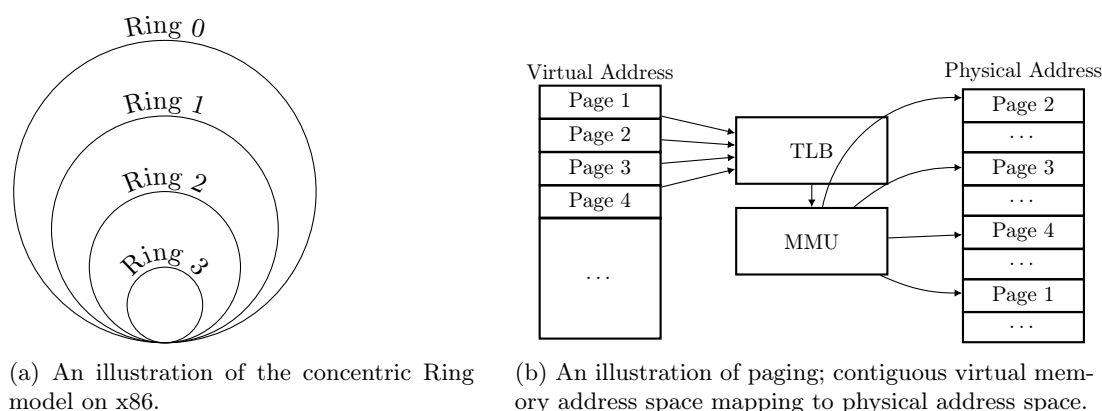 Ring 0
Ring 1
Ring 2
Ring 3
(a) An illustration of the concentric Ring
model on x86.
Virtual Address
Page 1
Page 2
Page 3
Page 4
...
TLB
MMU
Physical Address
Page 2
...
Page 3
...
Page 4
...
Page 1
...
(b) An illustration of paging; contiguous virtual mem-
ory address space mapping to physical address space.